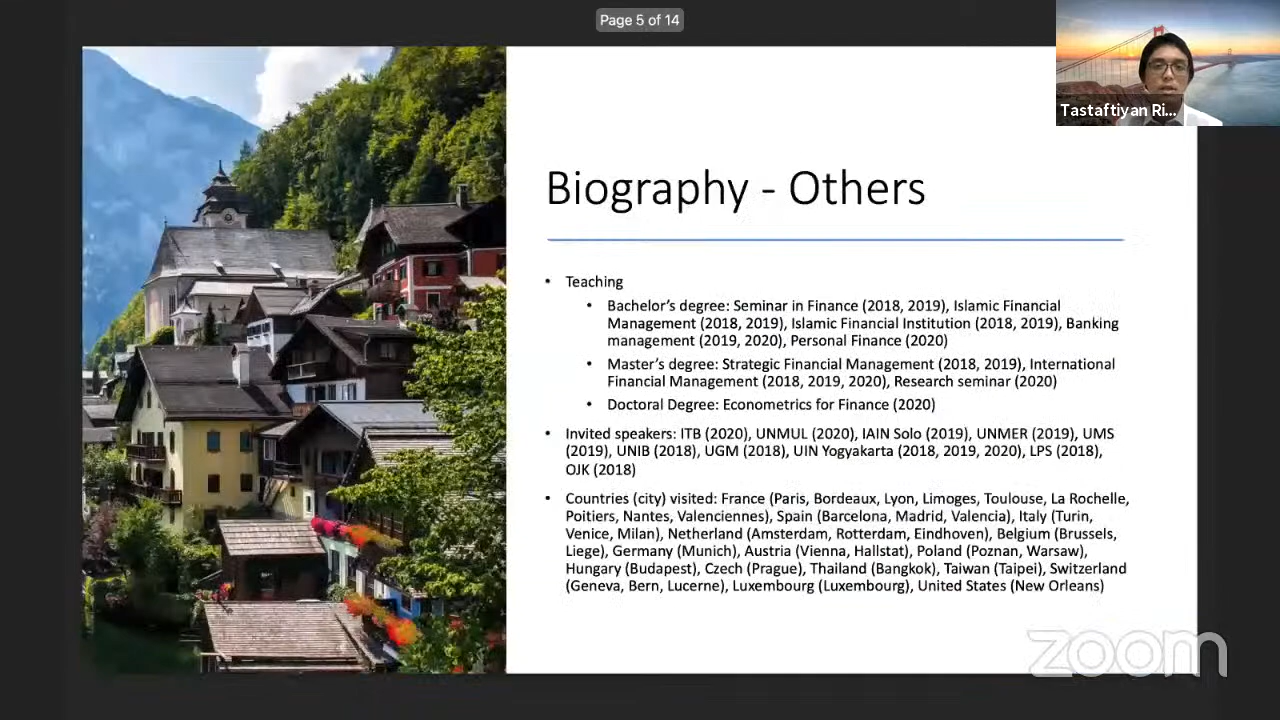 Page 5 of 14
Tastaftiyan Ri...
Biography - Others
• Teaching
• Bachelor's degree: Seminar in Finance (2018, 2019), Islamic Financial
Management (2018, 2019), Islamic Financial Institution (2018, 2019), Banking
management (2019, 2020), Personal Finance (2020)
• Master's degree: Strategic Financial Management (2018, 2019), International
Financial Management (2018, 2019, 2020), Research seminar (2020)
• Doctoral Degree: Econometrics for Finance (2020)
• Invited speakers: ITB (2020), UNMUL (2020), IAIN Solo (2019), UNMER (2019), UMS
(2019), UNIB (2018), UGM (2018), UIN Yogyakarta (2018, 2019, 2020), LPS (2018),
OJK (2018)
• Countries (city) visited: France (Paris, Bordeaux, Lyon, Limoges, Toulouse, La Rochelle,
Poitiers, Nantes, Valenciennes), Spain (Barcelona, Madrid, Valencia), Italy (Turin,
Venice, Milan), Netherland (Amsterdam, Rotterdam, Eindhoven), Belgium (Brussels,
Liege), Germany (Munich), Austria (Vienna, Hallstat), Poland (Poznan, Warsaw),
Hungary (Budapest), Czech (Prague), Thailand (Bangkok), Taiwan (Taipei), Switzerland
(Geneva, Bern, Lucerne), Luxembourg (Luxembourg), United States (New Orleans)
zoom